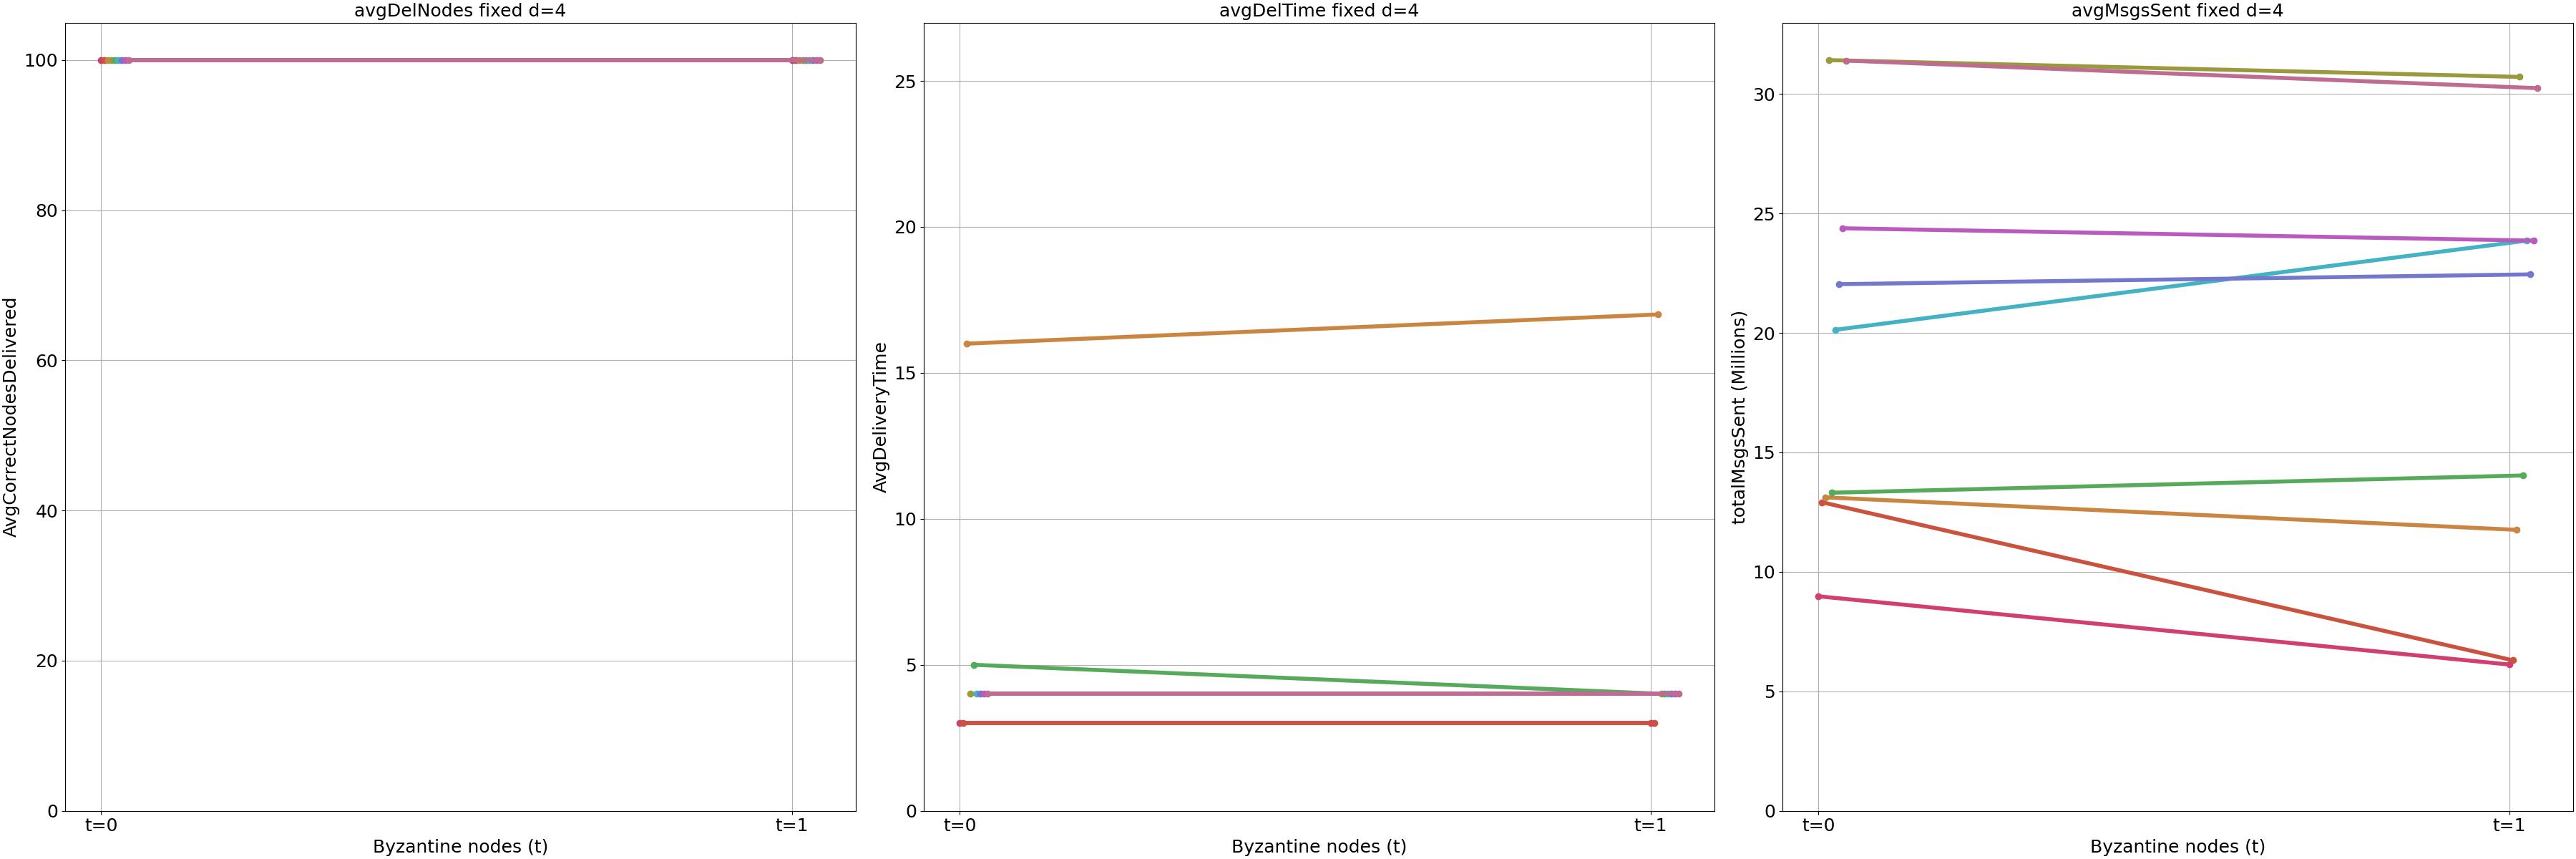 avgDelNodes fixed d=4
AvgCorrectNodesDelivered
100
80
60
40
20
0
t=0
t=1
Byzantine nodes (t)
avgDelTime fixed d=4
AvgDeliveryTime
25
20
15
10
5
0
t=0
t=1
Byzantine nodes (t)
avgMsgsSent fixed d=4
totalMsgsSent (Millions)
30
25
20
15
10
5
0
t=0
t=1
Byzantine nodes (t)